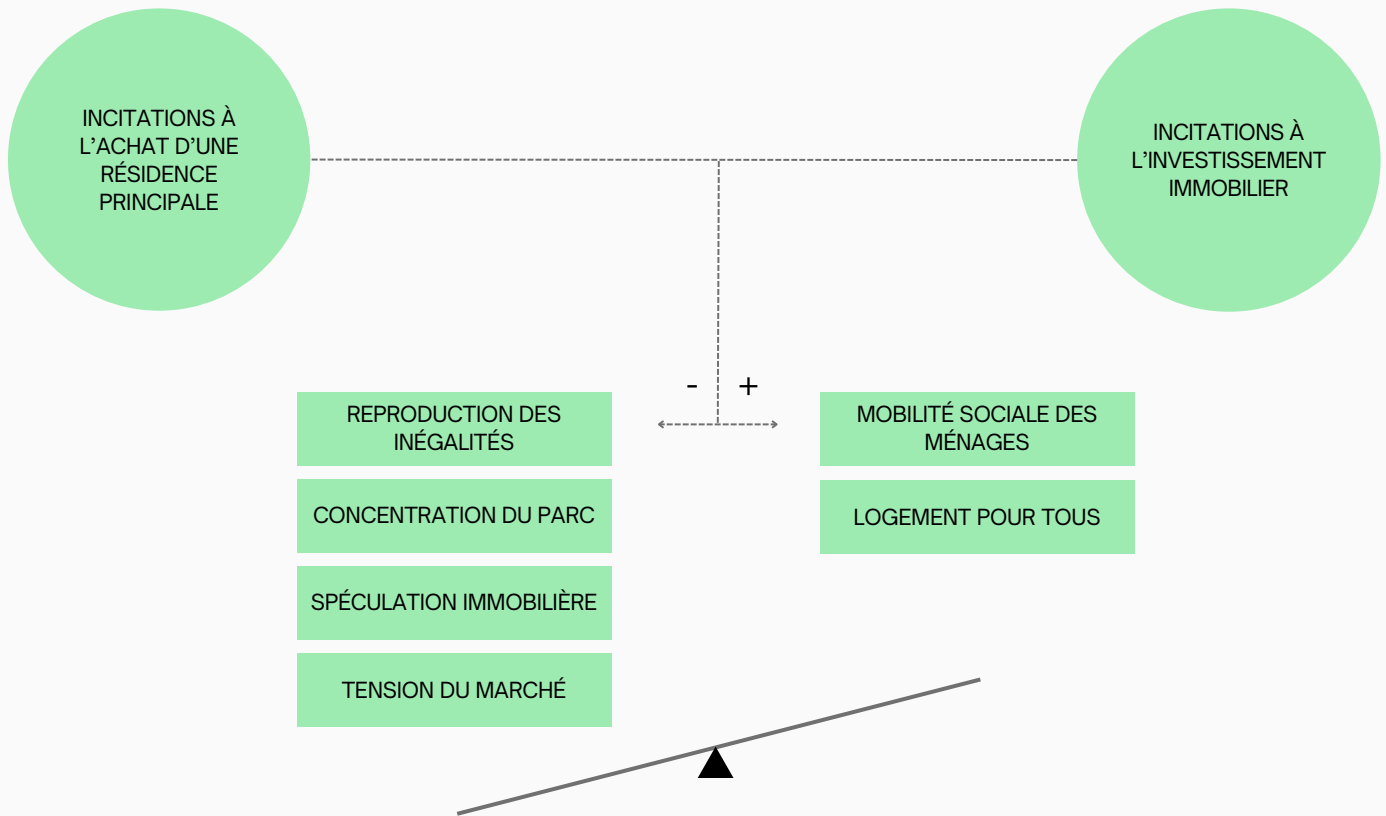 INCITATIONS À
L’ACHAT D’UNE
RÉSIDENCE
PRINCIPALE
INCITATIONS À
L’INVESTISSEMENT
IMMOBILIER
- +
REPRODUCTION DES
INÉGALITÉS
CONCENTRATION DU PARC
SPÉCULATION IMMOBILIÈRE
TENSION DU MARCHÉ
MOBILITÉ SOCIALE DES
MÉNAGES
LOGEMENT POUR TOUS